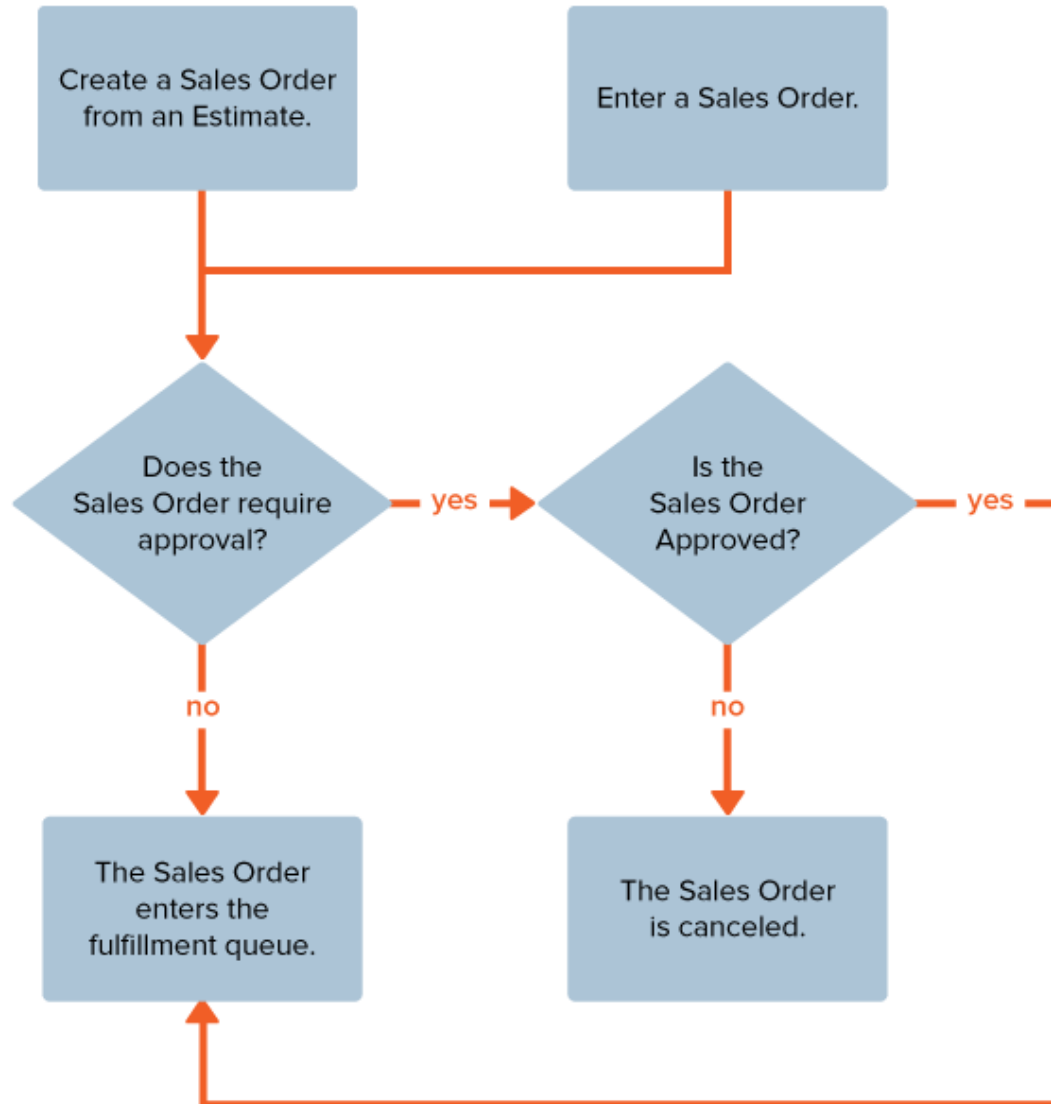 Create a Sales Order
from an Estimate.
Enter a Sales Order.
Does the
Sales Order require
approval?
yes
Is the
Sales Order
Approved?
yes
no
no
The Sales Order
enters the
fulfillment queue.
The Sales Order
is canceled.